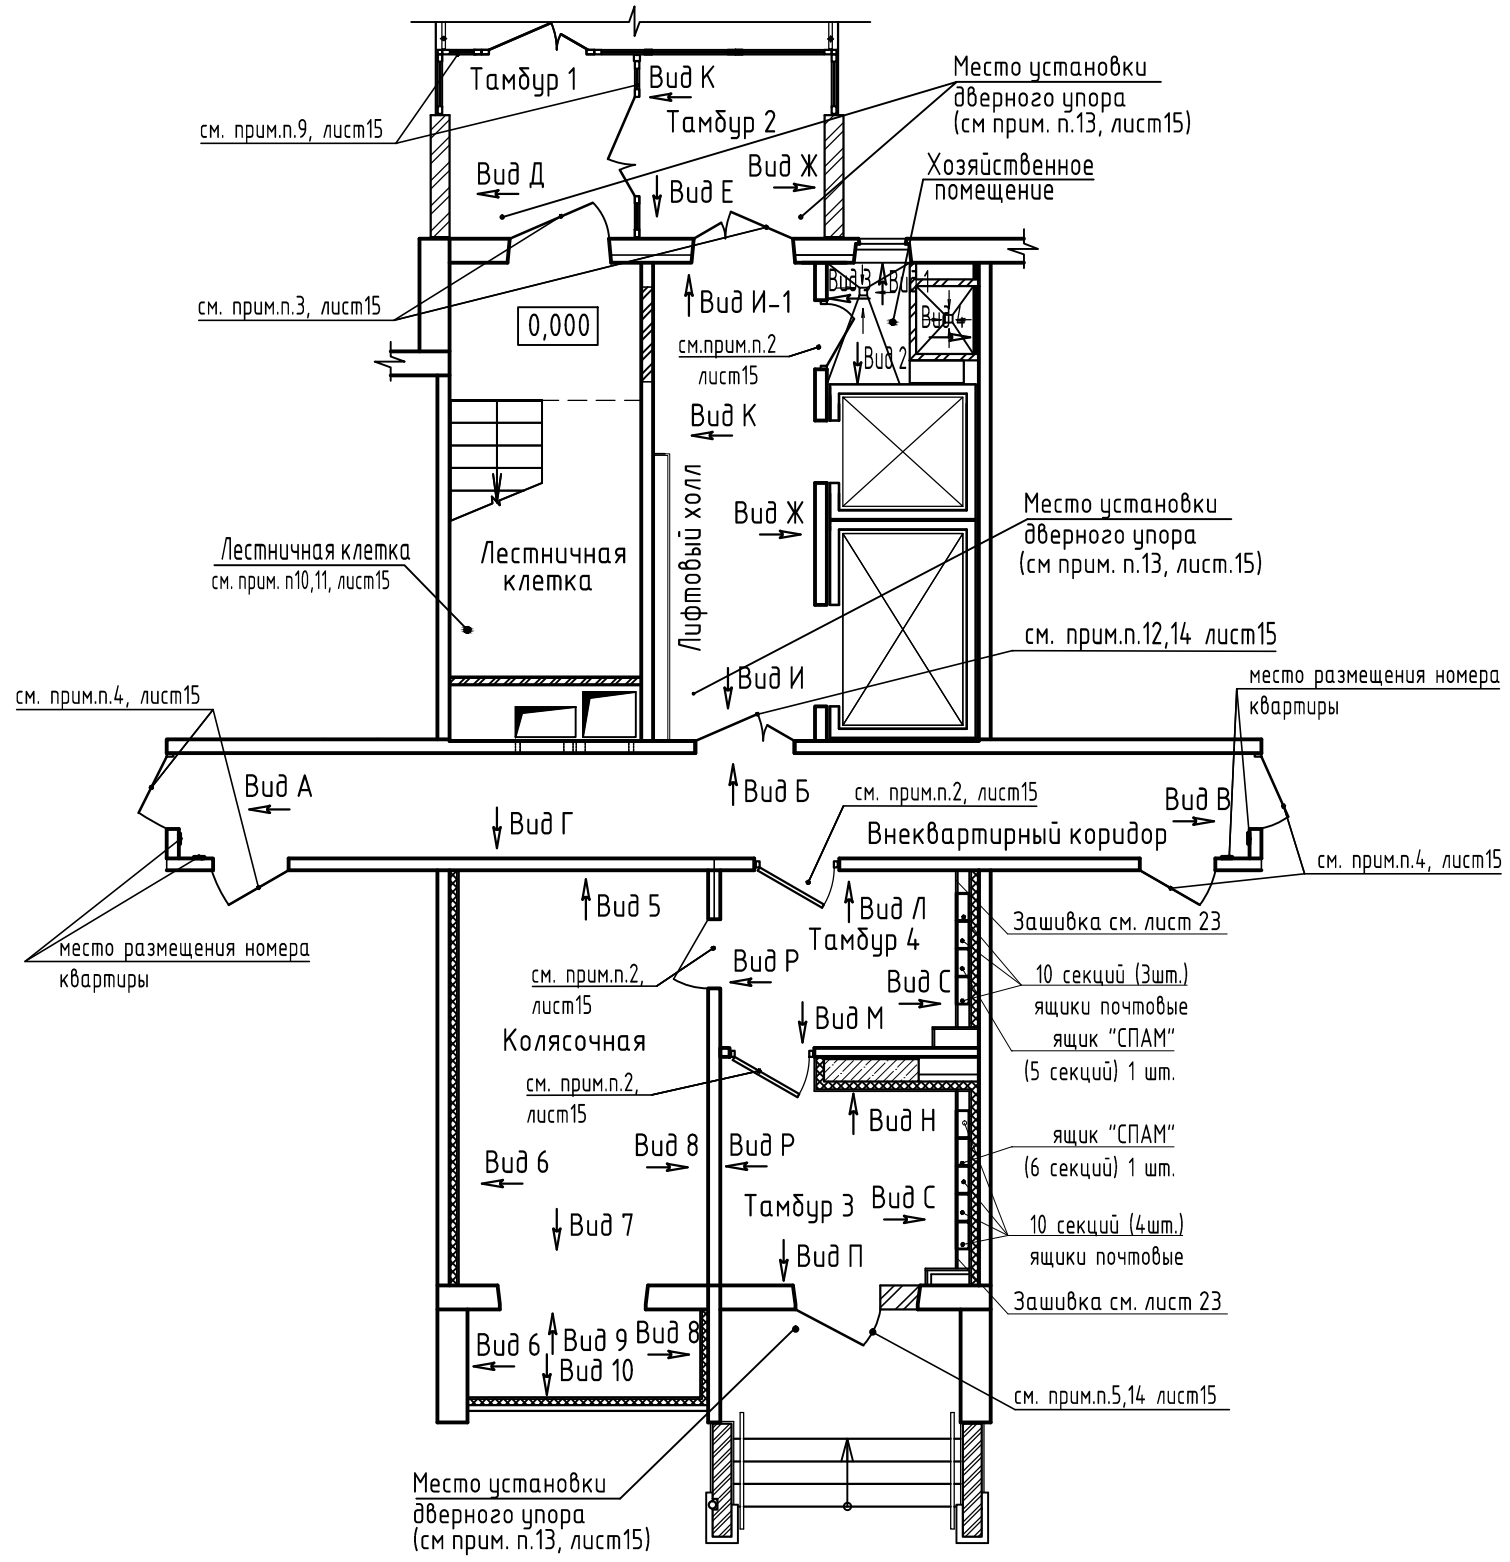 Тамбур 1
Вид К
Тамбур 2
Место установки
дверного упора
(см прим. п.13, лист15)
см. прим.п.9, лист15
Вид Д
Вид Е
Вид Ж
Хозяйственное
помещение
см. прим.п.3, лист15
0,000
Вид И-1
Вид 3
Вид 1
Вид 4
см.прим.п.2
лист15
Вид 2
Вид К
Лифтовый холл
Вид Ж
Место установки
дверного упора
(см прим. п.13, лист.15)
Лестничная клетка
см. прим. п10,11, лист15
Лестничная
клетка
см. прим.п.12,14 лист15
Вид И
место размещения номера
квартиры
см. прим.п.4, лист15
Вид А
Вид Г
Вид Б
см. прим.п.2, лист15
Вид В
Внеквартирный коридор
см. прим.п.4, лист15
место размещения номера
квартиры
Вид 5
Вид Л
Тамбур 4
Зашивка см. лист 23
см. прим.п.2,
лист15
Вид Р
Вид С
10 секций (3шт.)
ящики почтовые
Колясочная
Вид М
ящик "СПАМ"
(5 секций) 1 шт.
см. прим.п.2,
лист15
Вид Н
ящик "СПАМ"
(6 секций) 1 шт.
Вид 6
Вид 8
Вид Р
Тамбур 3
Вид С
Вид 7
10 секций (4шт.)
ящики почтовые
Вид П
Зашивка см. лист 23
Вид 6
Вид 9
Вид 8
Вид 10
см. прим.п.5,14 лист15
Место установки
дверного упора
(см прим. п.13, лист15)